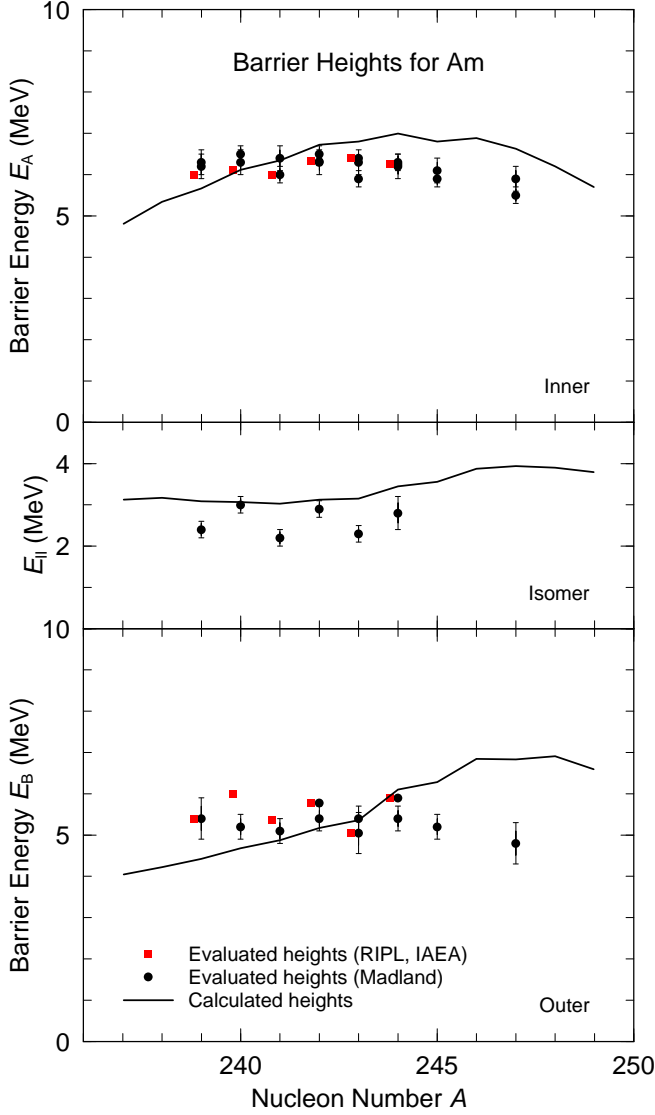 Barrier Heights for Am
10
5
0
Barrier Energy E_A (MeV)
Inner
4
2
E_II (MeV)
Isomer
10
5
0
Barrier Energy E_B (MeV)
Evaluated heights (RIPL, IAEA)
Evaluated heights (Madland)
Calculated heights
Outer
240 245 250
Nucleon Number A